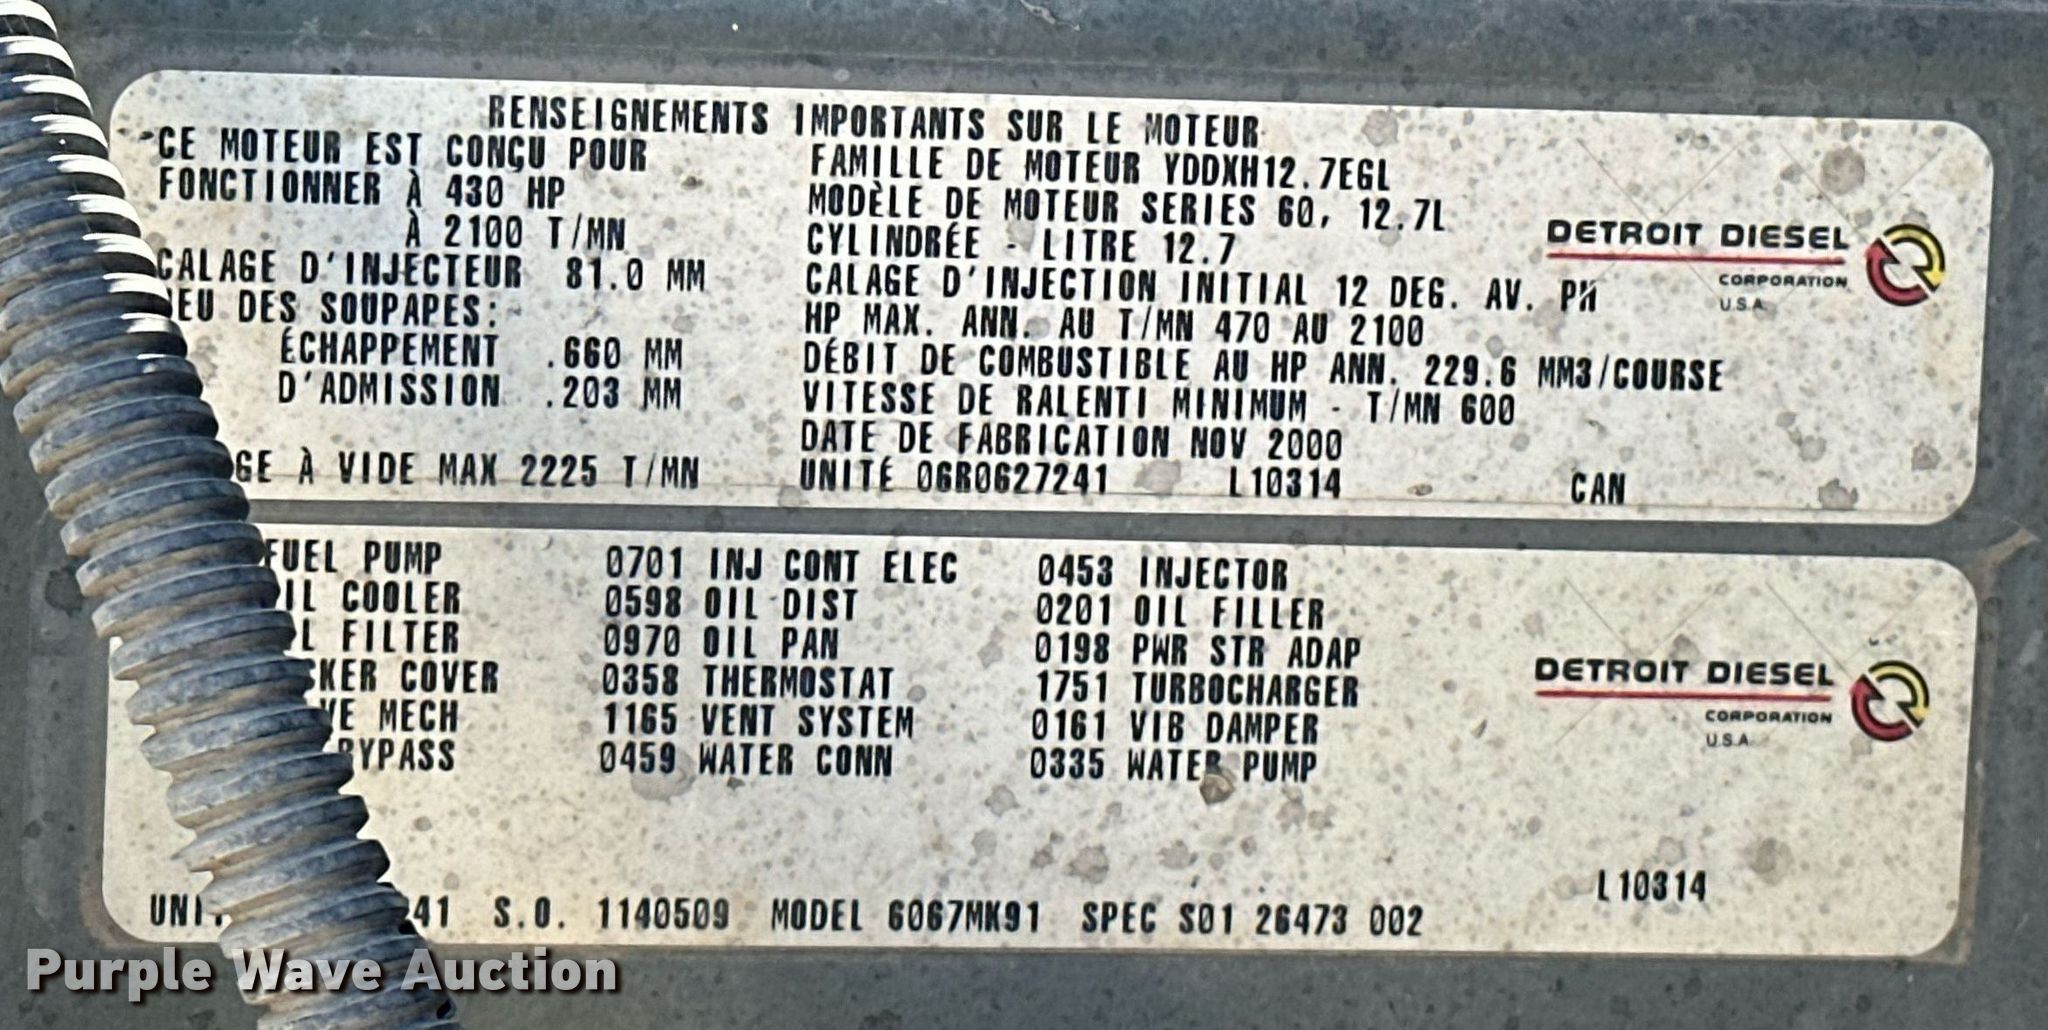 RENSEIGNEMENTS IMPORTANTS SUR LE MOTEUR
CE MOTEUR EST CONÇU POUR
FONCTIONNER À 430 HP
À 2100 T/MN
CALAGE D'INJECTEUR 81.0 MM
JEU DES SOUPAPES:
ÉCHAPPEMENT .660 MM
D'ADMISSION .203 MM
GE À VIDE MAX 2225 T/MN
FAMILLE DE MOTEUR YDDXH12.7EGL
MODÈLE DE MOTEUR SERIES 60, 12.7L
CYLINDRÉE - LITRE 12.7
CALAGE D'INJECTION INITIAL 12 DEG. AV. PH
HP MAX. ANN. AU T/MN 470 AU 2100
DÉBIT DE COMBUSTIBLE AU HP ANN. 229.6 MM3/COURSE
VITESSE DE RALENTI MINIMUM - T/MN 600
DATE DE FABRICATION NOV 2000
UNITÉ 06R0627241 L10314 CAN
DETROIT DIESEL
CORPORATION
U.S.A.
FUEL PUMP 0701 INJ CONT ELEC 0453 INJECTOR
IL COOLER 0598 OIL DIST 0201 OIL FILLER
L FILTER 0970 OIL PAN 0198 PWR STR ADAP
CKER COVER 0358 THERMOSTAT 1751 TURBOCHARGER
VE MECH 1165 VENT SYSTEM 0161 VIB DAMPER
BYPASS 0459 WATER CONN 0335 WATER PUMP
DETROIT DIESEL
CORPORATION
U.S.A.
L10314
UNI 241 S.O. 1140509 MODEL 6067MK91 SPEC S01 26473 002
Purple Wave Auction